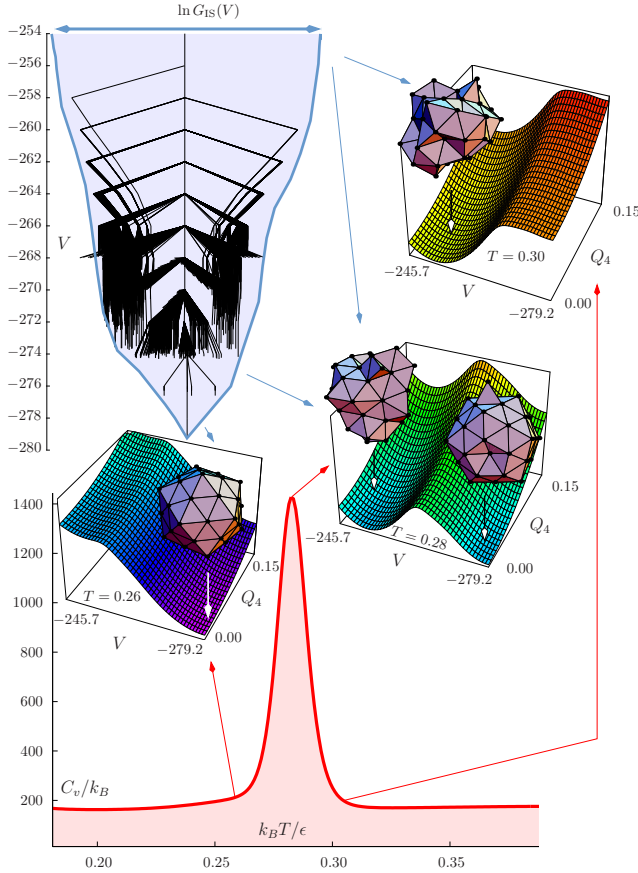 ln G_IS(V)
−254
−256
−258
−260
−262
−264
−266
V
−268
−270
−272
−274
−276
−278
−280
0.15
Q_4
−245.7
T = 0.30
V
0.00
−279.2
0.15
Q_4
−245.7
T = 0.28
V
0.00
−279.2
0.15
Q_4
T = 0.26
−245.7
0.00
V
−279.2
1400
1200
1000
800
600
400
200
C_v/k_B
k_BT/ϵ
0.20
0.25
0.30
0.35